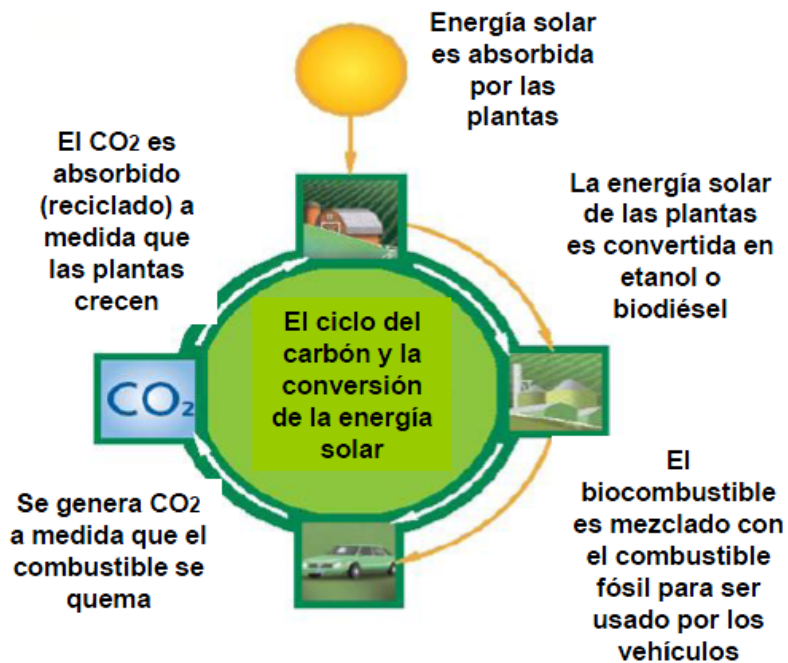 Energía solar
es absorbida
por las
plantas
El CO2 es
absorbido
(reciclado) a
medida que
las plantas
crecen
La energía solar
de las plantas
es convertida en
etanol o
biodiésel
El ciclo del
carbón y la
conversión
de la energía
solar
CO2
Se genera CO2
a medida que el
combustible se
quema
El
biocombustible
es mezclado con
el combustible
fósil para ser
usado por los
vehículos